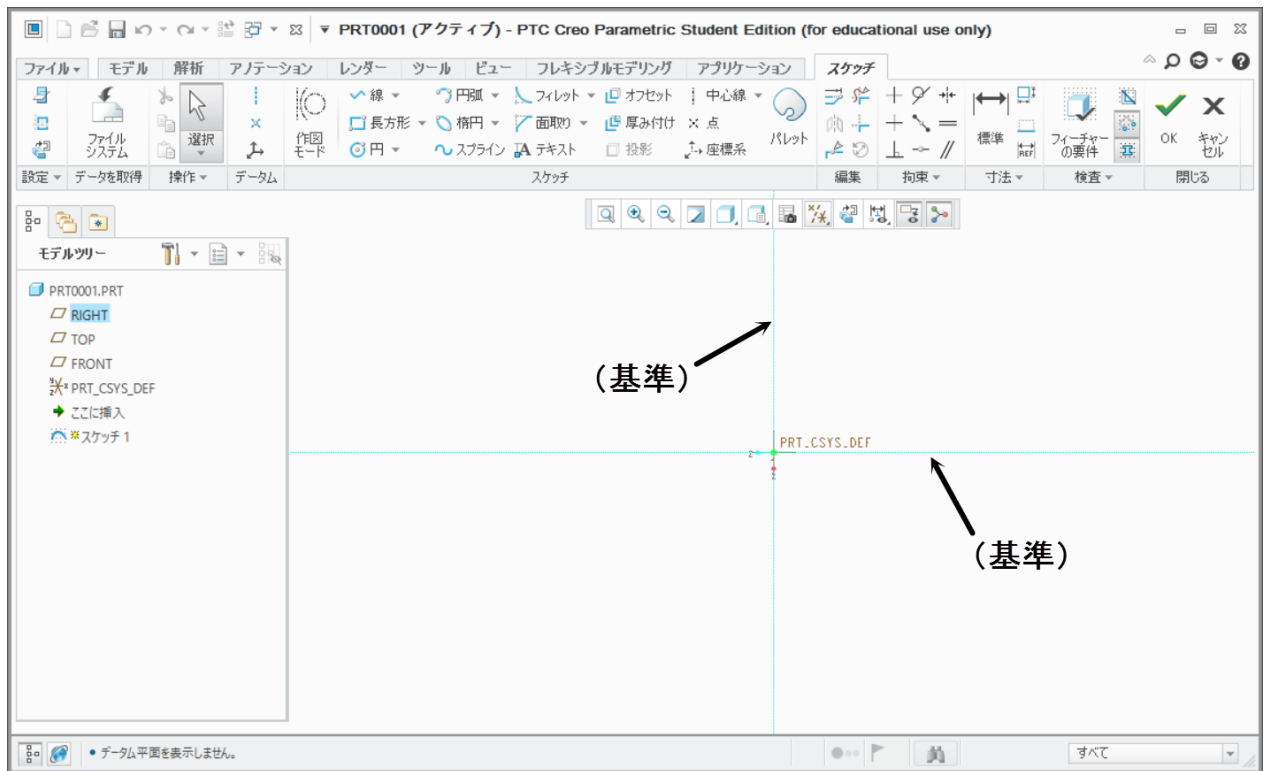 PRT0001 (アクティブ) - PTC Creo Parametric Student Edition (for educational use only)
ファイル モデル 解析 アノテーション レンダー ツール ビュー フレキシブルモデリング アプリケーション スケッチ
線 円弧 フィレット オフセット 中心線
長方形 楕円 面取り 厚み付け 点
円 スプライン テキスト 投影 座標系
ファイル
システム
選択
作図
モード
パレット
標準
REF
フィーチャー
の要件
OK
キャン
セル
設定 データを取得 操作 データム スケッチ 編集 拘束 寸法 検査 閉じる
モデルツリー
PRT0001.PRT
RIGHT
TOP
FRONT
PRT_CSYS_DEF
ここに挿入
スケッチ 1
(基準)
PRT_CSYS_DEF
(基準)
データム平面を表示しません。
すべて